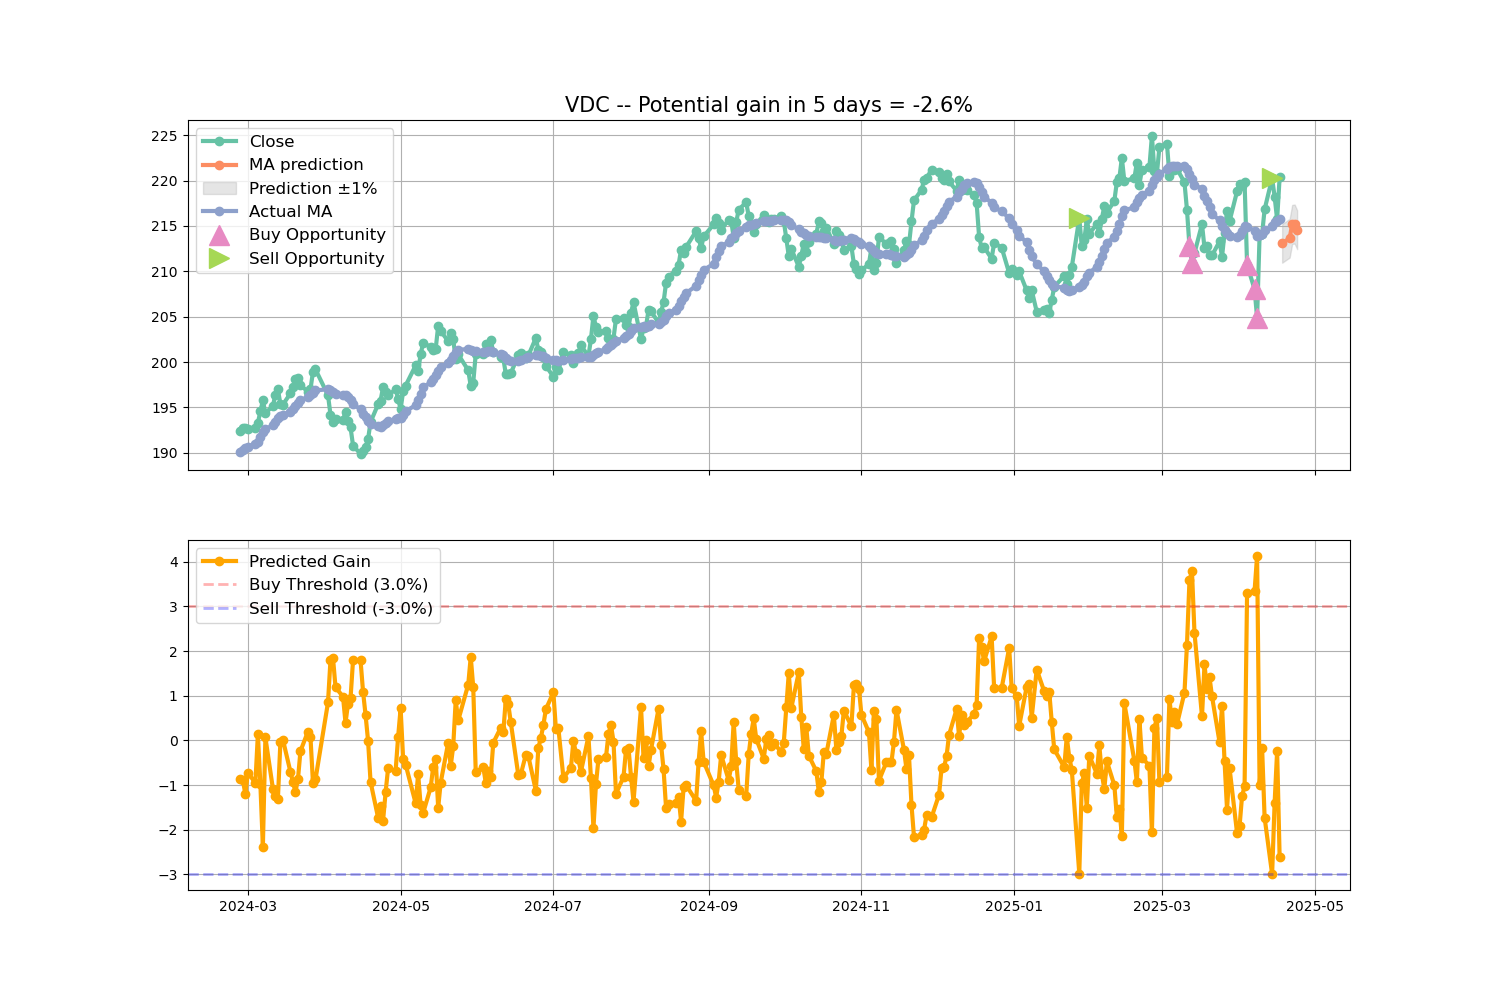 VDC -- Potential gain in 5 days = -2.6%
225
220
215
210
205
200
195
190
Close
MA prediction
Prediction ±1%
Actual MA
Buy Opportunity
Sell Opportunity
4
3
2
1
0
−1
−2
−3
Predicted Gain
Buy Threshold (3.0%)
Sell Threshold (-3.0%)
2024-03
2024-05
2024-07
2024-09
2024-11
2025-01
2025-03
2025-05